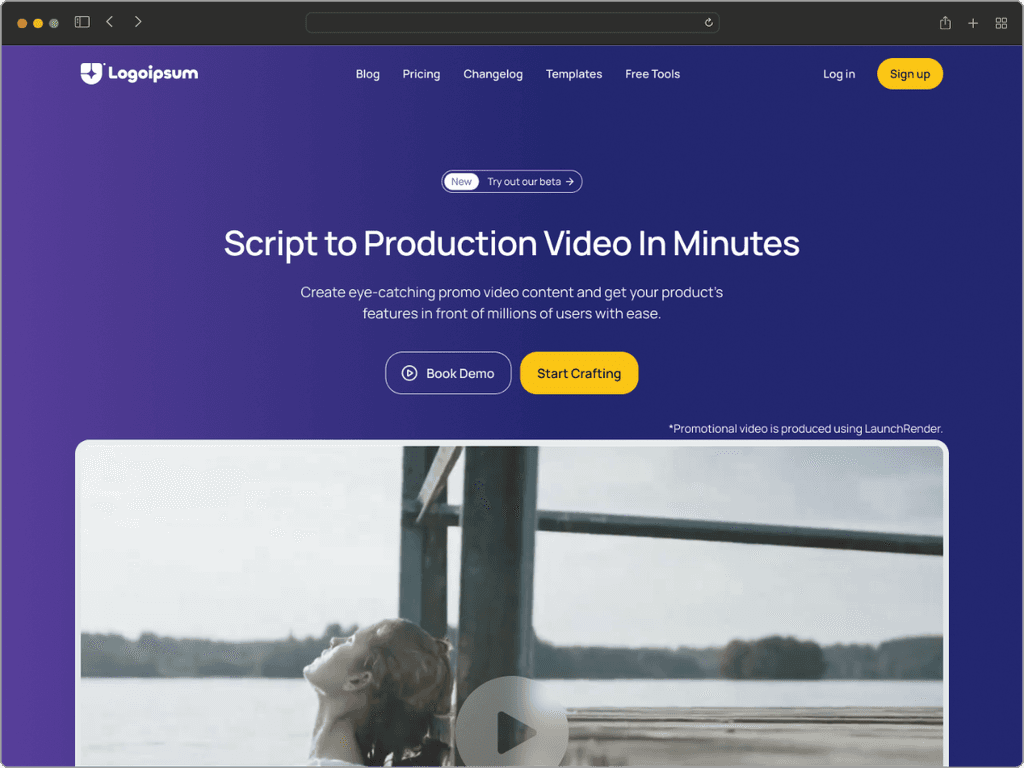 Logoipsum
Blog Pricing Changelog Templates Free Tools
Log in Sign up
New Try out our beta →
Script to Production Video In Minutes
Create eye-catching promo video content and get your product's
features in front of millions of users with ease.
Book Demo Start Crafting
*Promotional video is produced using LaunchRender.